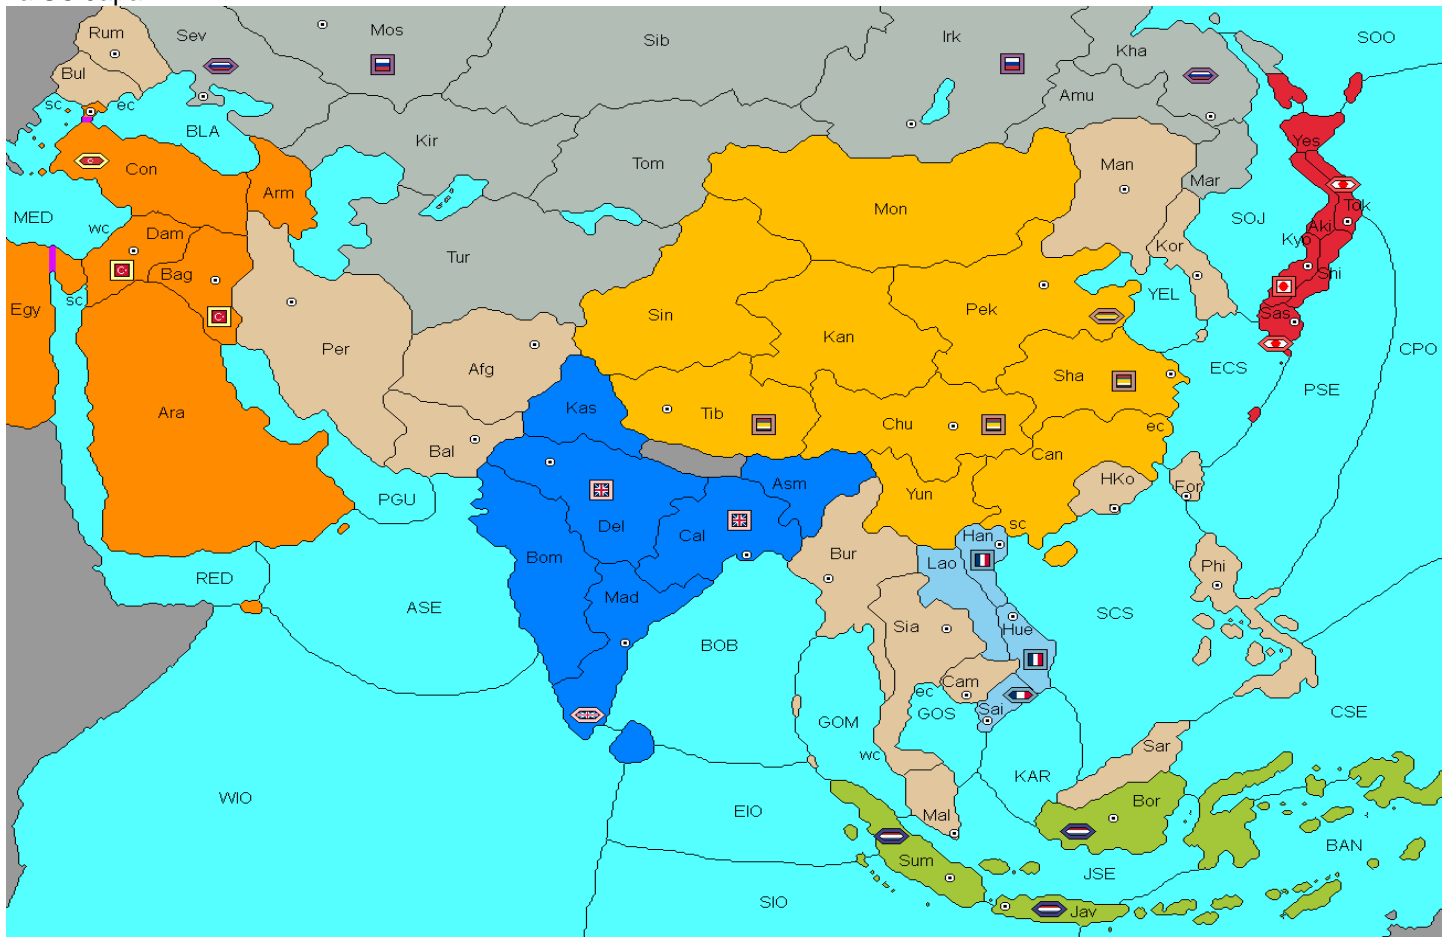 Rum
Sev
Mos
Sib
Irk
Kha
SOO
Bul
sc
ec
BLA
Kir
Tom
Amu
Man
Mar
Yes
Con
Arm
MED
wc
Dam
Bag
Tur
Mon
Kor
SOJ
Tok
Aki
Kyo
Shi
Egy
sc
Per
Sin
Kan
Pek
YEL
Sas
CPO
Ara
Afg
Sha
ECS
PSE
Kas
Tib
Chu
ec
Bal
Can
PGU
Asm
Yun
HKo
For
Del
Cal
sc
Han
Bom
Bur
Lao
Phi
RED
ASE
Mad
SCS
BOB
Sia
Hue
Cam
ec
GOS
Sai
GOM
CSE
wc
Sar
KAR
WIO
EIO
Mal
Bor
Sum
BAN
JSE
SIO
Jav